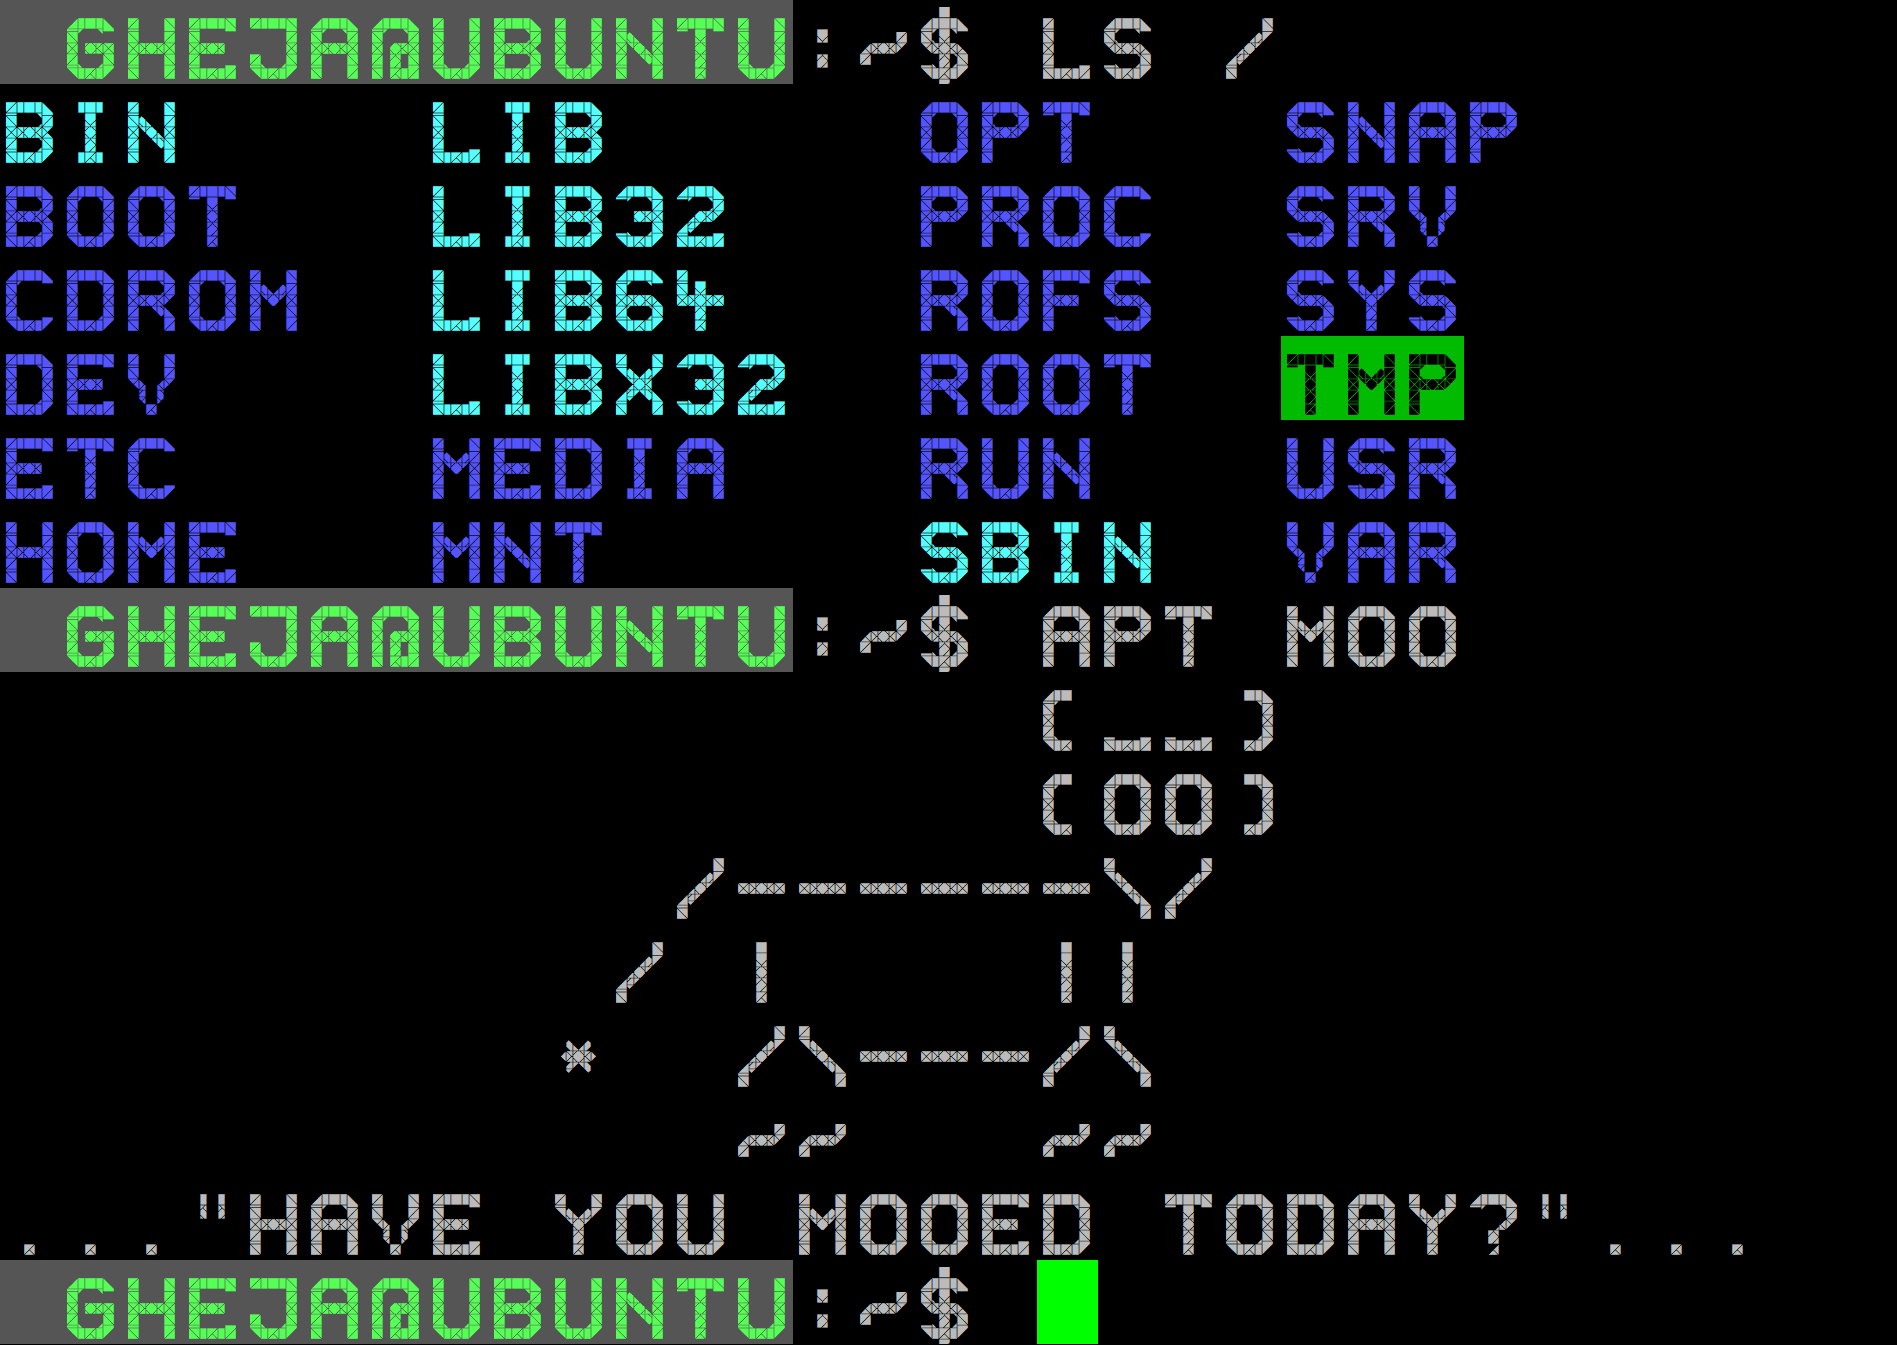 GHEJA@UBUNTU:~$ LS /
BIN    LIB     OPT   SNAP
BOOT   LIB32   PROC  SRV
CDROM  LIB64   ROFS  SYS
DEV    LIBX32  ROOT  TMP
ETC    MEDIA   RUN   USR
HOME   MNT     SBIN  VAR
GHEJA@UBUNTU:~$ APT MOO
                 (__)
                 (OO)
           /------\/
          / |    ||
         *  /\---/\
            ~~   ~~
..."HAVE YOU MOOED TODAY?"...
GHEJA@UBUNTU:~$